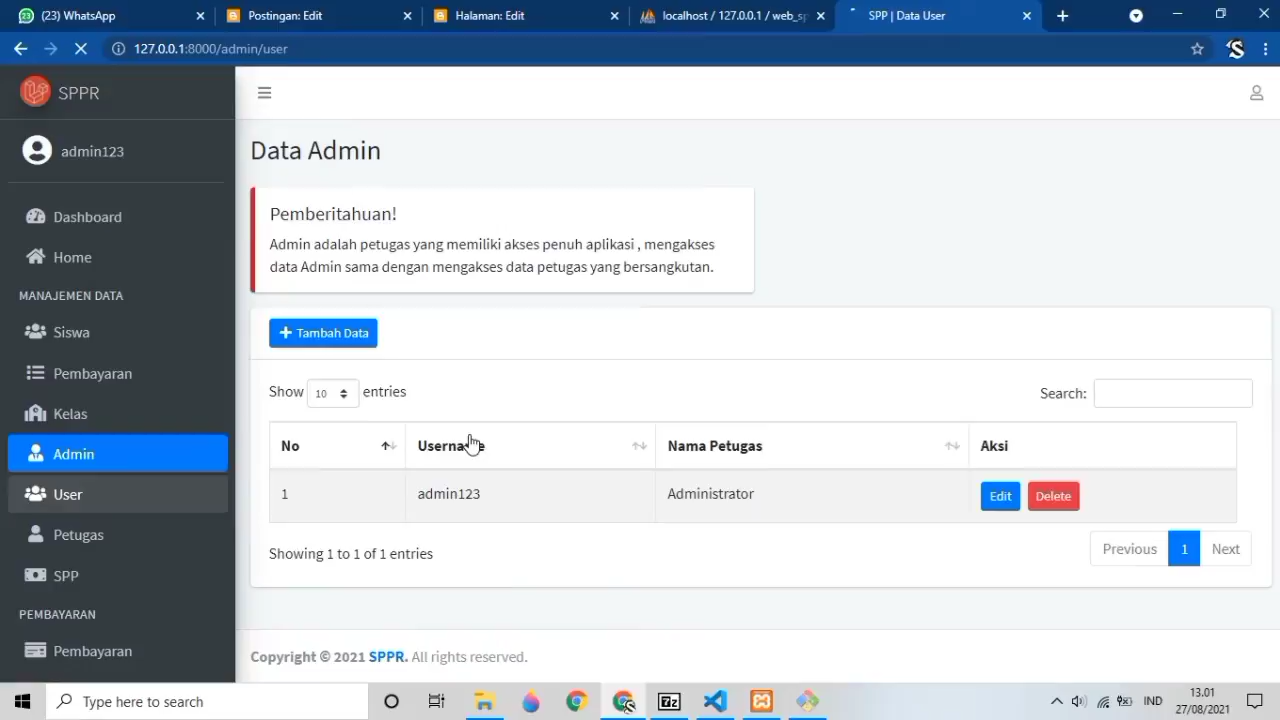 (23) WhatsApp
Postingan: Edit
Halaman: Edit
localhost / 127.0.0.1 / web_sp
SPP | Data User
127.0.0.1:8000/admin/user
SPPR
admin123
Dashboard
Home
MANAJEMEN DATA
Siswa
Pembayaran
Kelas
Admin
User
Petugas
SPP
PEMBAYARAN
Pembayaran
Data Admin
Pemberitahuan!
Admin adalah petugas yang memiliki akses penuh aplikasi , mengakses
data Admin sama dengan mengakses data petugas yang bersangkutan.
Tambah Data
Show 10 entries
Search:
No Username Nama Petugas Aksi
1 admin123 Administrator Edit Delete
Showing 1 to 1 of 1 entries
Previous 1 Next
Copyright © 2021 SPPR. All rights reserved.
Type here to search
IND
13.01
27/08/2021